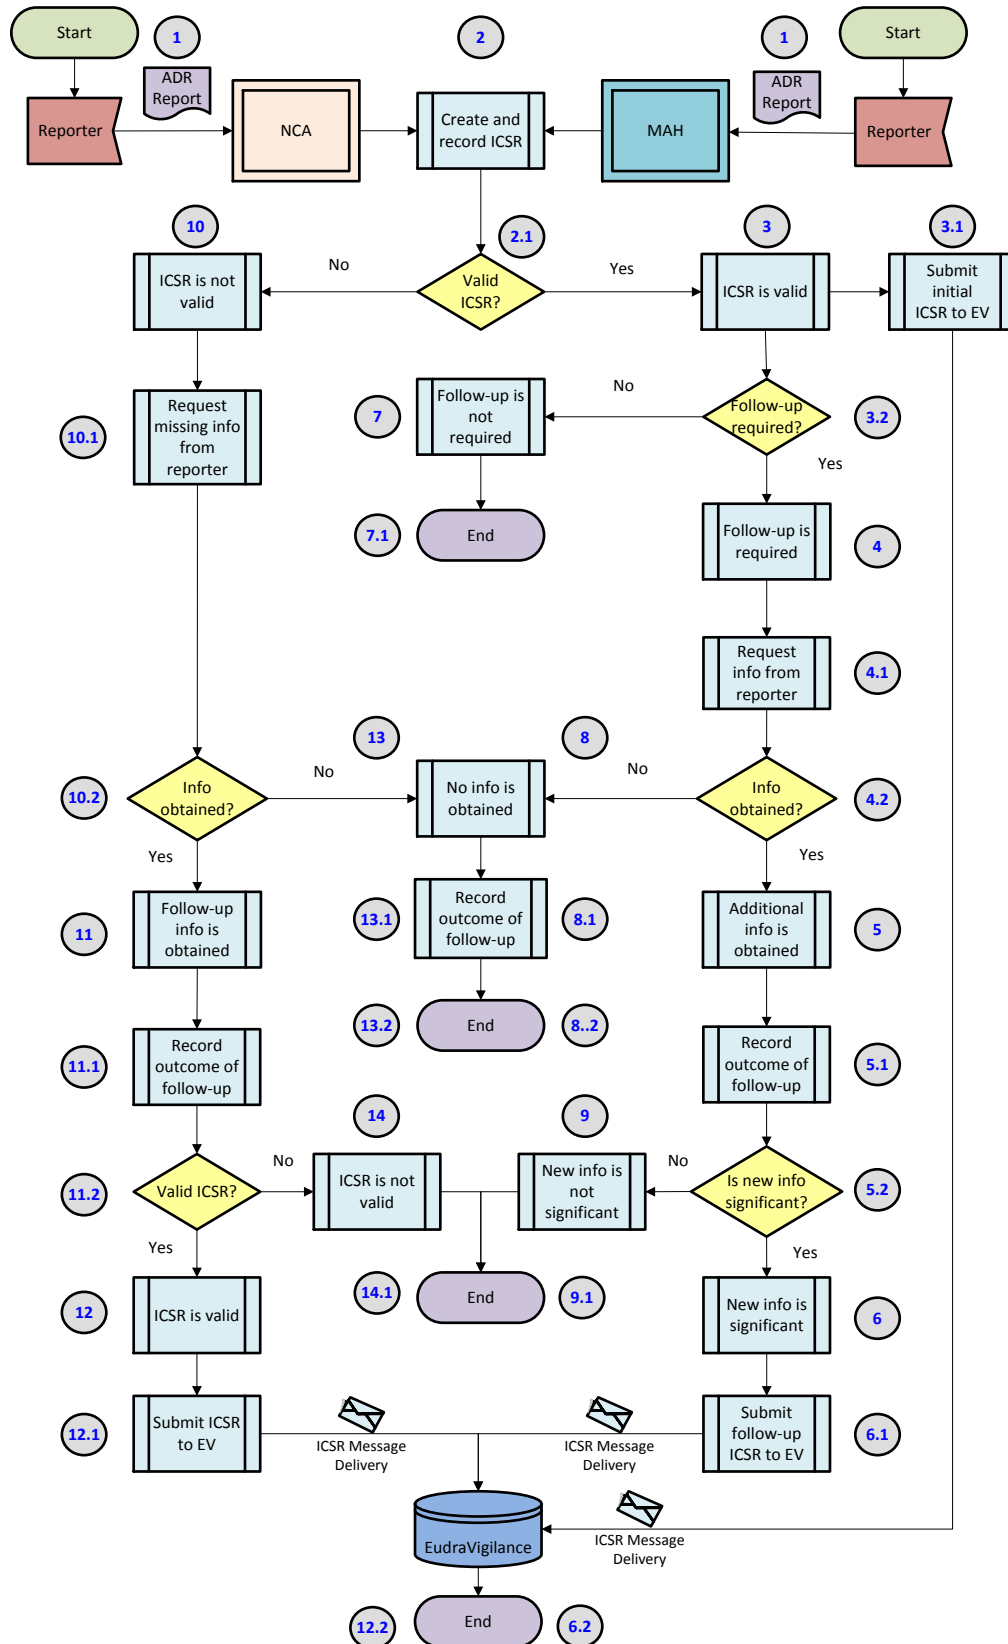 Start
1
2
1
Start
ADR
Report
ADR
Report
Reporter
NCA
Create and
record ICSR
MAH
Reporter
10
2.1
3
3.1
No
Yes
ICSR is not
valid
Valid
ICSR?
ICSR is valid
Submit
initial
ICSR to EV
10.1
Request
missing info
from
reporter
7
Follow-up is
not
required
No
Follow-up
required?
3.2
Yes
7.1
End
Follow-up is
required
4
Request
info from
reporter
4.1
13
8
10.2
Info
obtained?
No
No info is
obtained
No
Info
obtained?
4.2
Yes
Yes
11
Follow-up
info is
obtained
13.1
Record
outcome of
follow-up
8.1
Additional
info is
obtained
5
13.2
End
8..2
11.1
Record
outcome of
follow-up
Record
outcome of
follow-up
5.1
14
9
11.2
Valid ICSR?
No
ICSR is not
valid
New info is
not
significant
No
Is new info
significant?
5.2
Yes
Yes
12
ICSR is valid
14.1
End
9.1
New info is
significant
6
12.1
Submit ICSR
to EV
ICSR Message
Delivery
ICSR Message
Delivery
Submit
follow-up
ICSR to EV
6.1
EudraVigilance
ICSR Message
Delivery
12.2
End
6.2